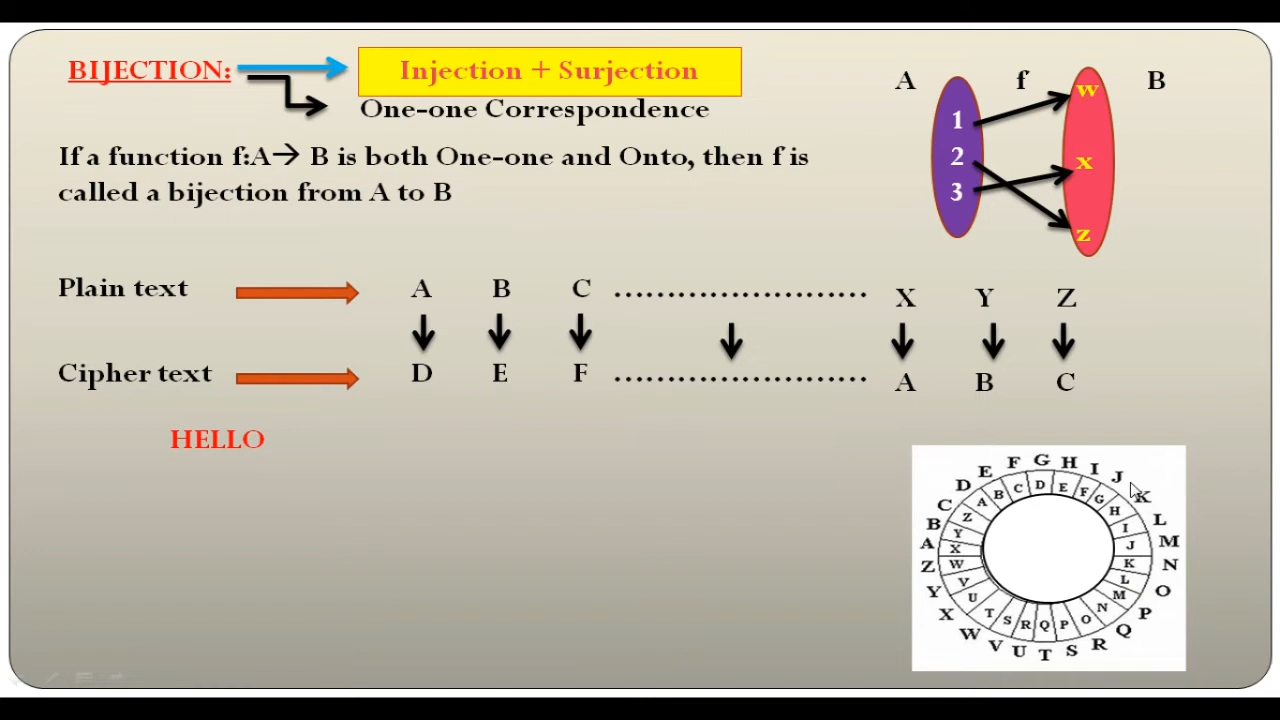 BIJECTION:
Injection + Surjection
One-one Correspondence
If a function f:A→ B is both One-one and Onto, then f is
called a bijection from A to B
A f B
1 w
2 x
3 z
Plain text A B C ........................ X Y Z
Cipher text D E F ........................ A B C
HELLO
A B C D E F G H I J K L M N O P Q R S T U V W X Y Z
X Y Z A B C D E F G H I J K L M N O P Q R S T U V W